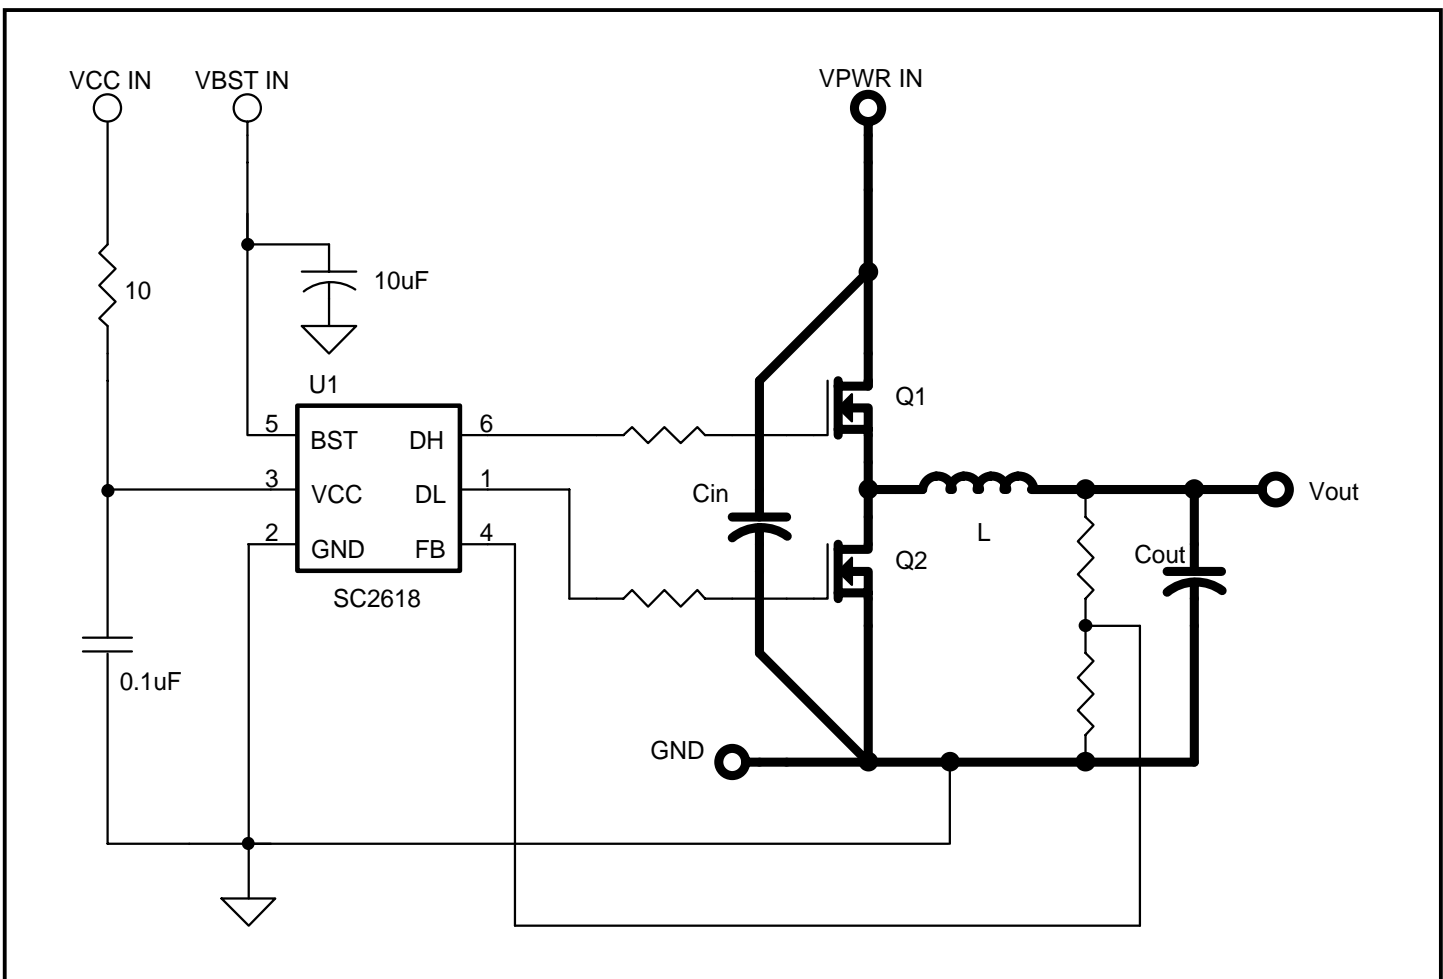 VCC IN
VBST IN
VPWR IN
10
10uF
U1
5
BST
DH
6
3
VCC
DL
1
2
GND
FB
4
SC2618
Q1
Cin
L
Vout
Q2
Cout
0.1uF
GND